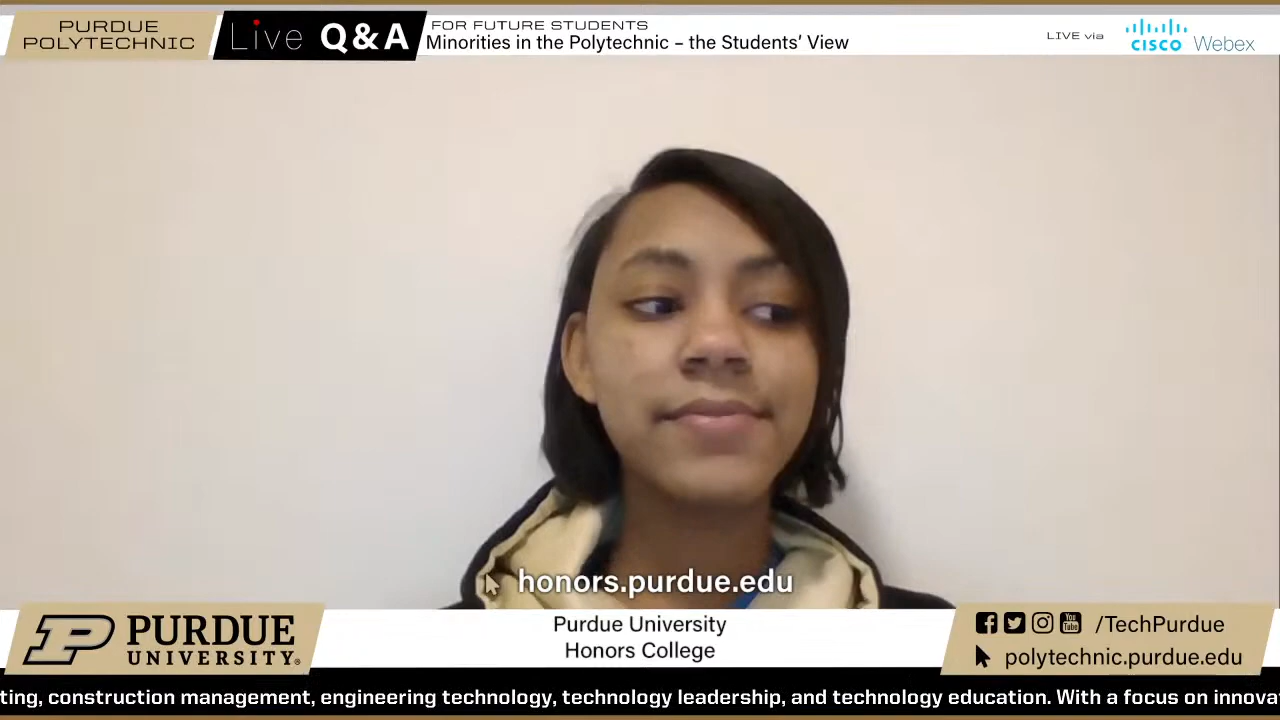 PURDUE
POLYTECHNIC
Live Q&A
FOR FUTURE STUDENTS
Minorities in the Polytechnic – the Students' View
LIVE via
CISCO Webex
honors.purdue.edu
P PURDUE
UNIVERSITY®
Purdue University
Honors College
You Tube /TechPurdue
polytechnic.purdue.edu
ting, construction management, engineering technology, technology leadership, and technology education. With a focus on innova